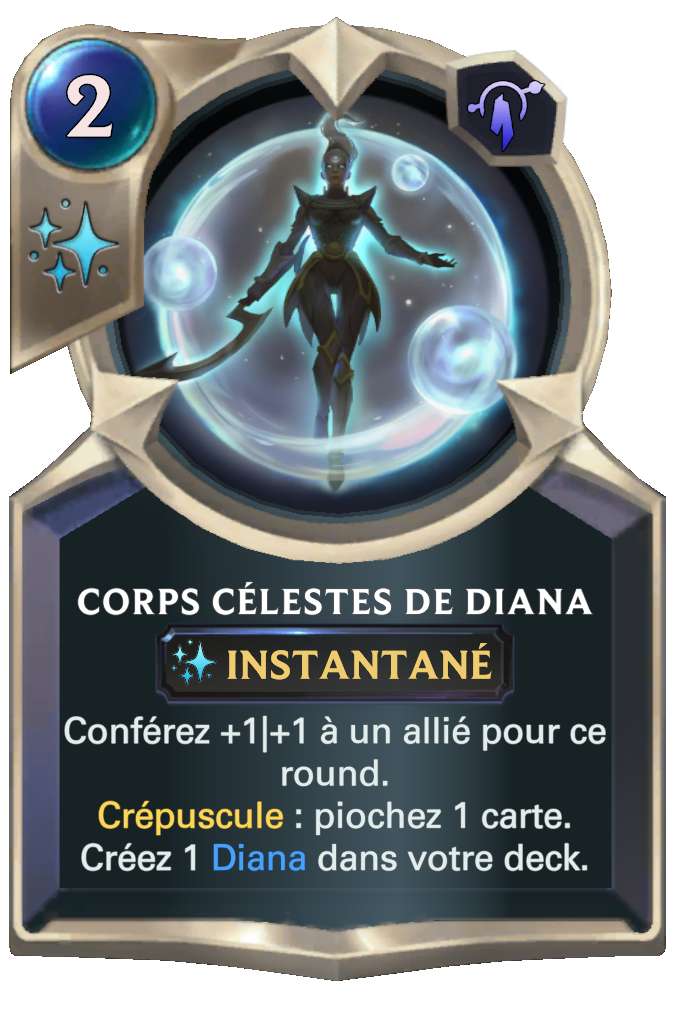 2
CORPS CÉLESTES DE DIANA
INSTANTANÉ
Conférez +1|+1 à un allié pour ce
round.
Crépuscule : piochez 1 carte.
Créez 1 Diana dans votre deck.